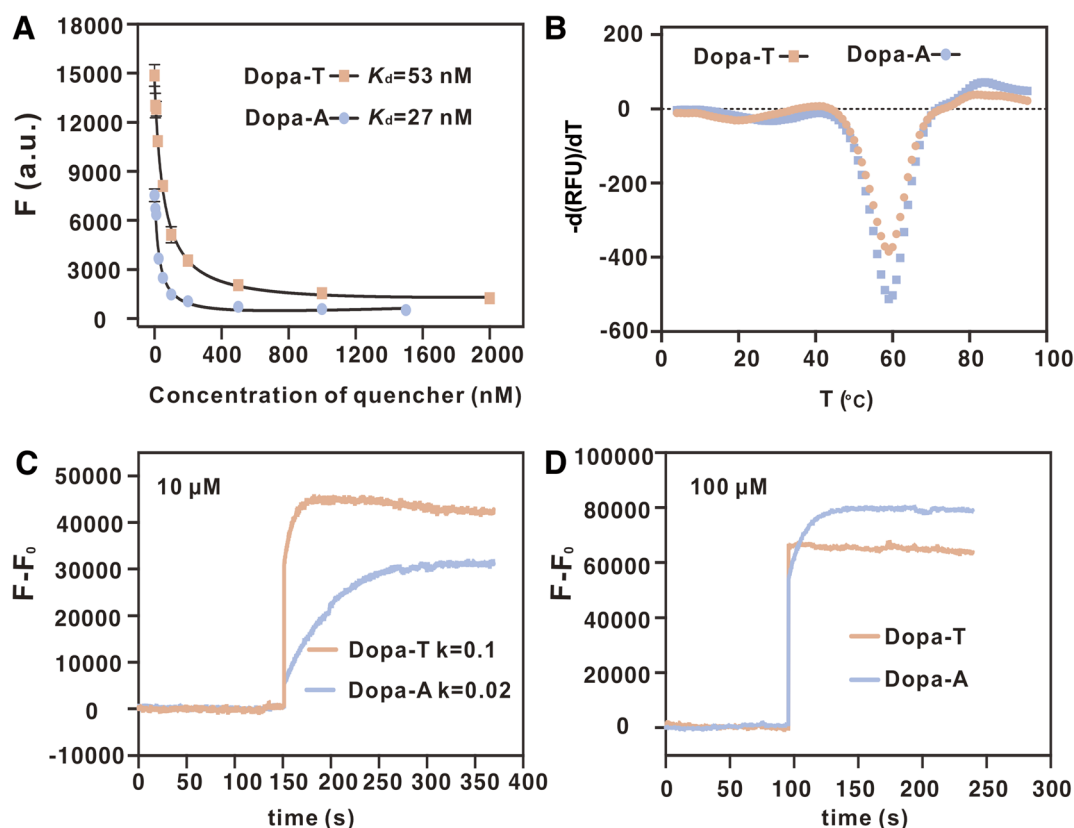 A
18000
15000
12000
9000
6000
3000
0
F (a.u.)
Dopa-T Kd=53 nM
Dopa-A Kd=27 nM
0 400 800 1200 1600 2000
Concentration of quencher (nM)
B
200
0
-200
-400
-600
-d(RFU)/dT
Dopa-T Dopa-A
0 20 40 60 80 100
T (°C)
C
50000
40000
30000
20000
10000
0
-10000
F-F0
10 μM
Dopa-T k=0.1
Dopa-A k=0.02
0 50 100 150 200 250 300 350 400
time (s)
D
100000
80000
60000
40000
20000
0
F-F0
100 μM
Dopa-T
Dopa-A
0 50 100 150 200 250 300
time (s)